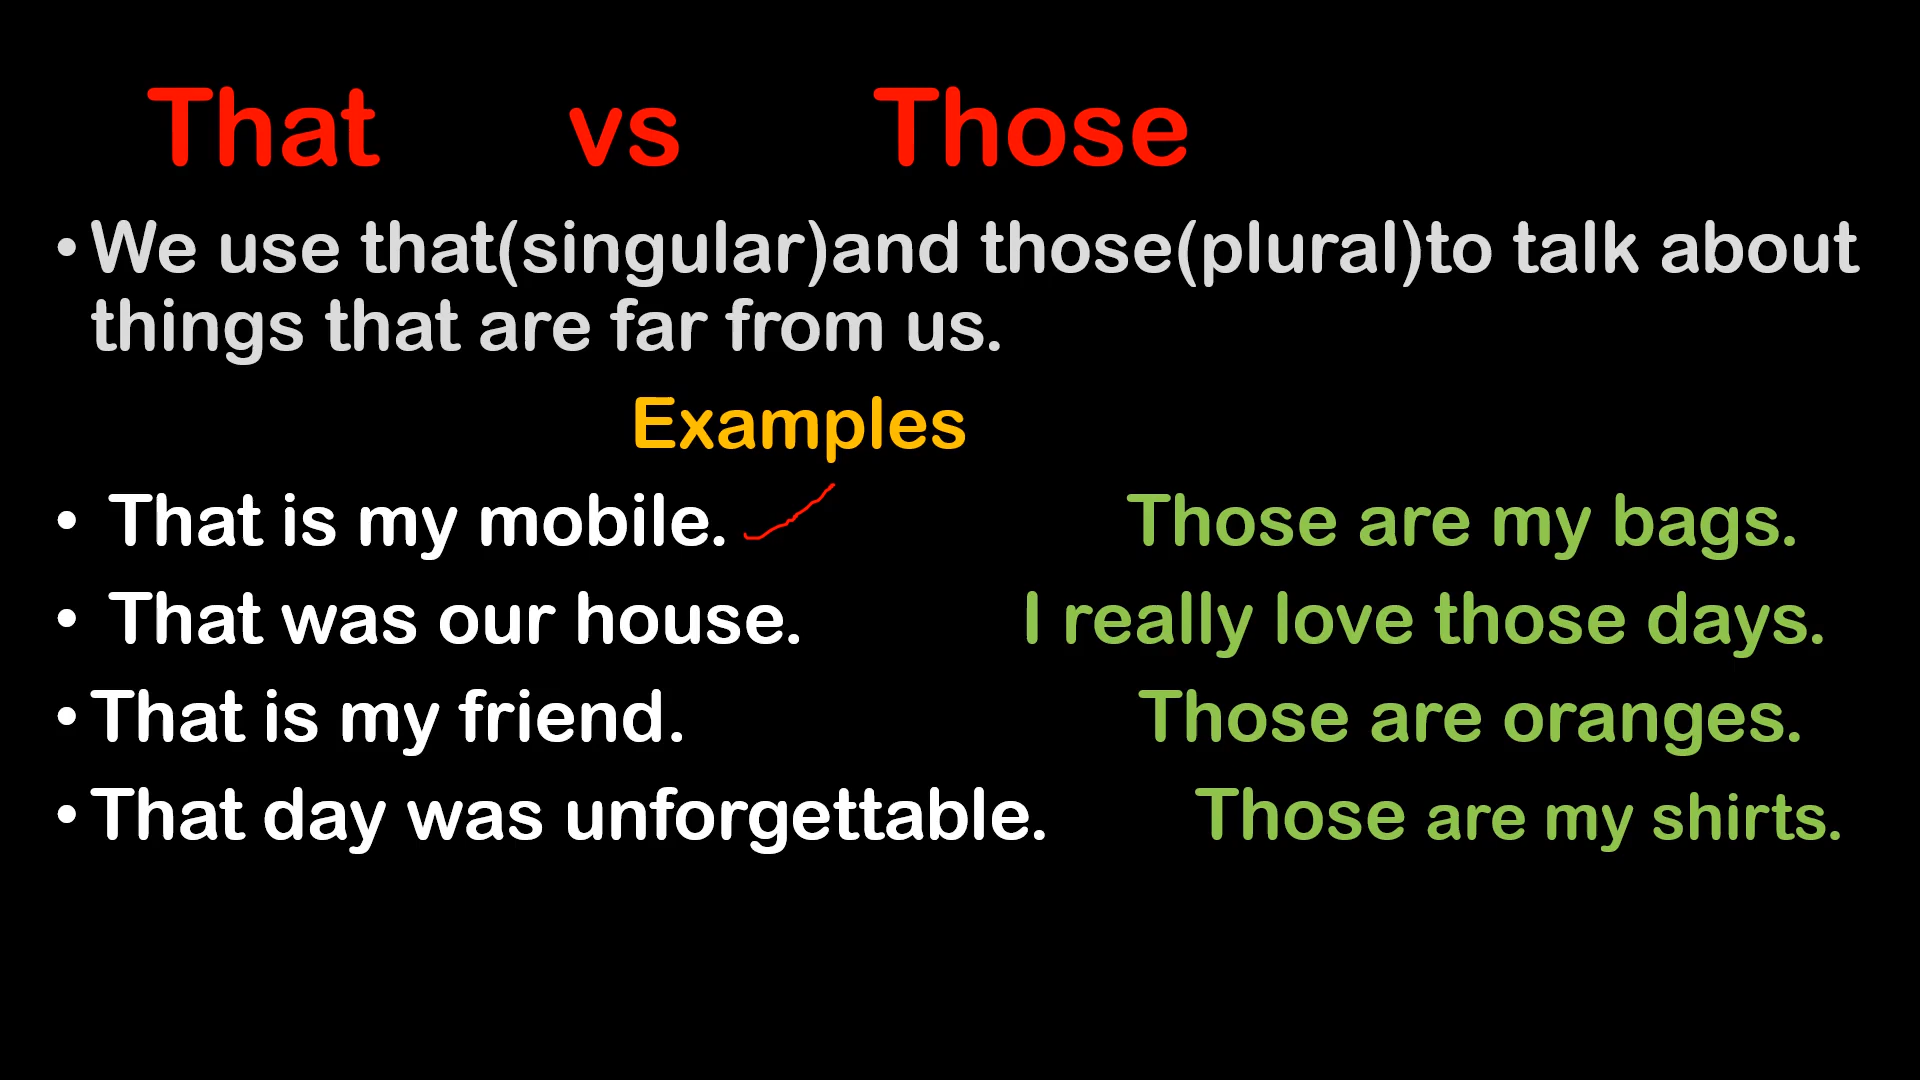 That vs Those
• We use that(singular)and those(plural)to talk about
things that are far from us.
Examples
• That is my mobile. Those are my bags.
• That was our house. I really love those days.
• That is my friend. Those are oranges.
• That day was unforgettable. Those are my shirts.